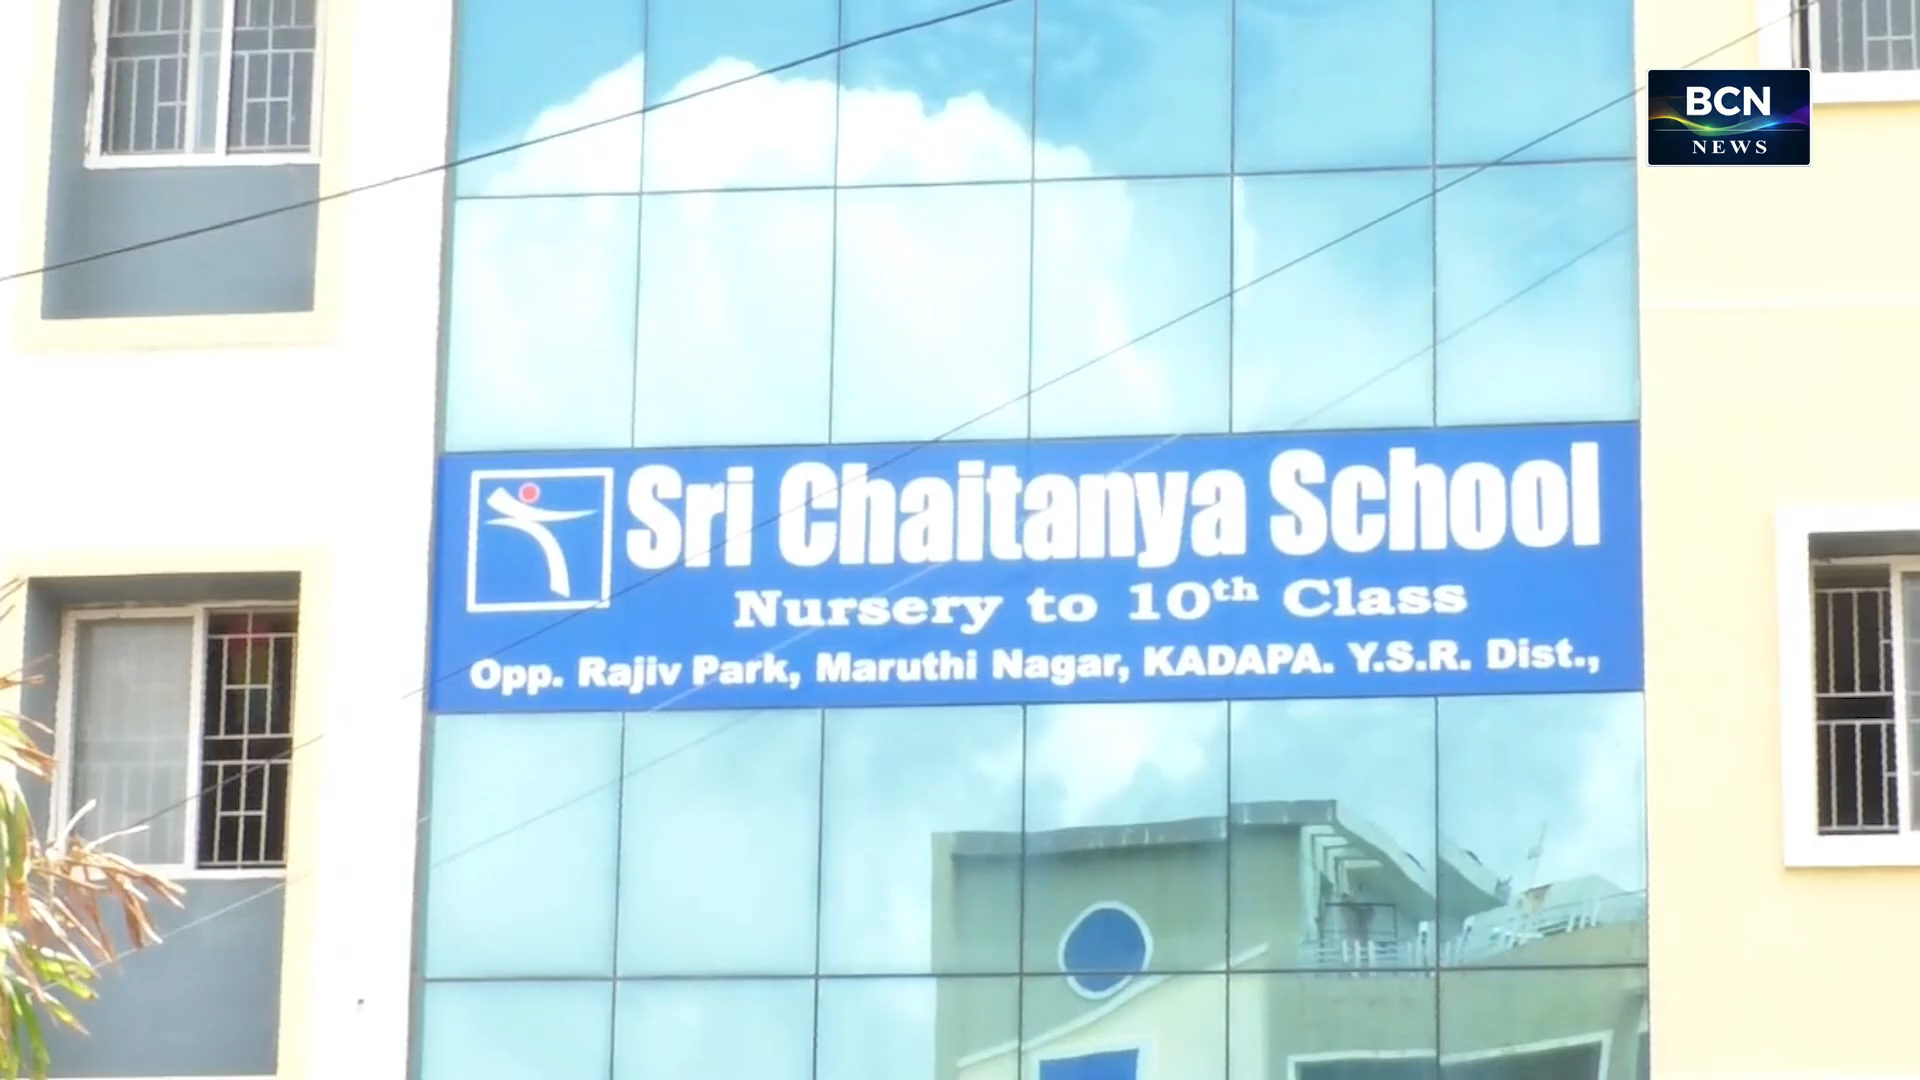 BCN
NEWS
Sri Chaitanya School
Nursery to 10th Class
Opp. Rajiv Park, Maruthi Nagar, KADAPA. Y.S.R. Dist.,